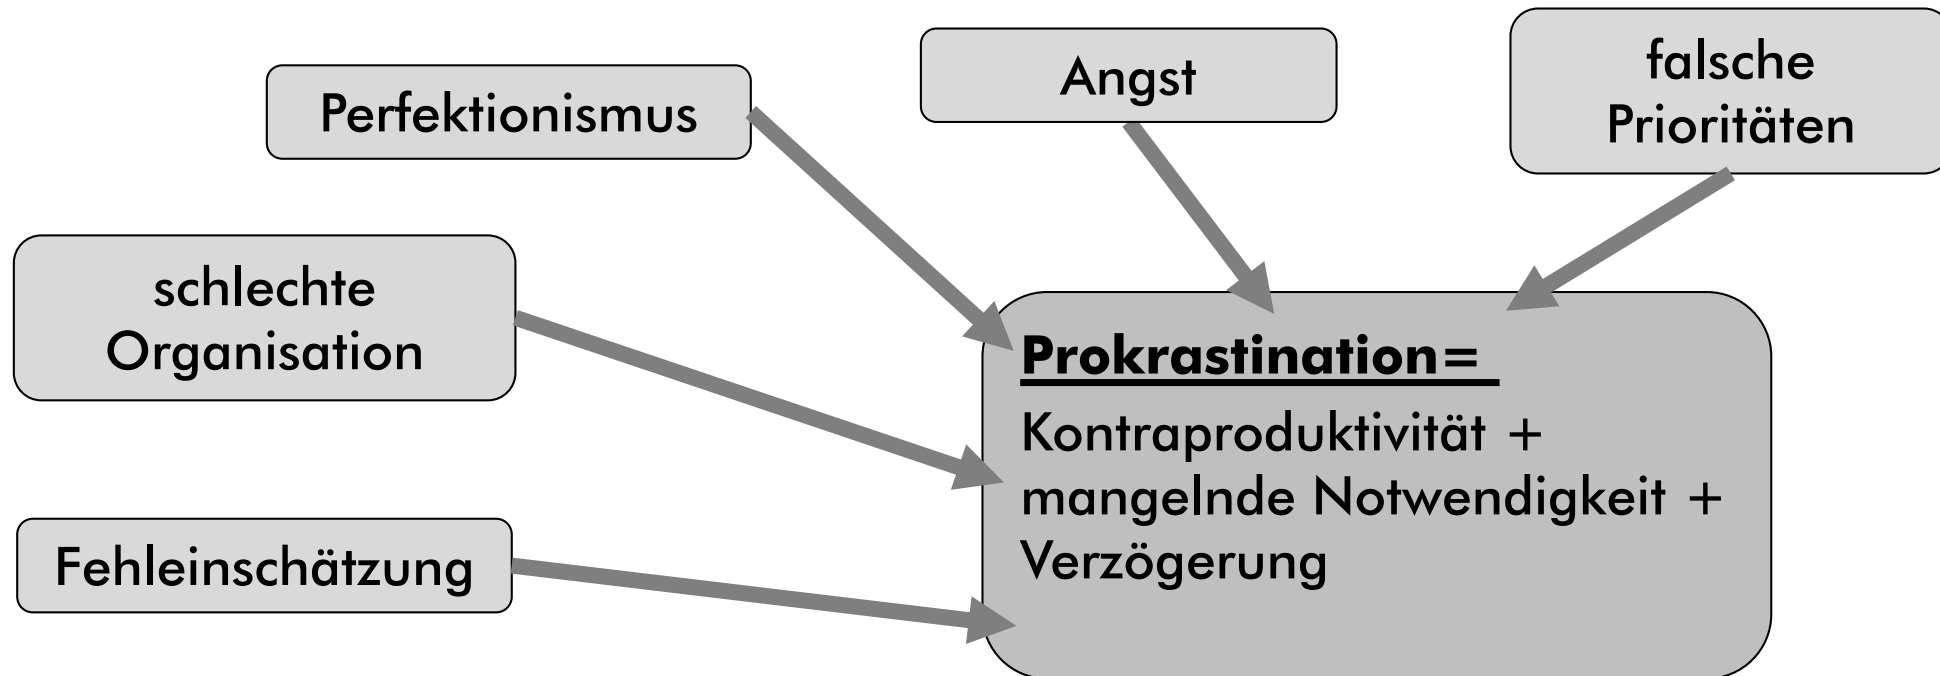 Perfektionismus
Angst
falsche
Prioritäten
schlechte
Organisation
Fehleinschätzung
Prokrastination=
Kontraproduktivität +
mangelnde Notwendigkeit +
Verzögerung